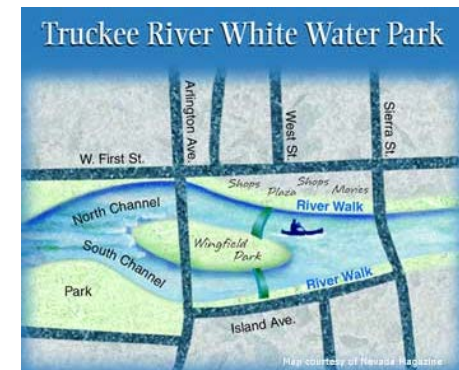 Truckee River White Water Park
Arlington Ave.
West St.
Sierra St.
W. First St.
Shops
Plaza
Shops
Movies
River Walk
North Channel
South Channel
Wingfield
Park
Park
River Walk
Island Ave.
Map courtesy of Nevada Magazine